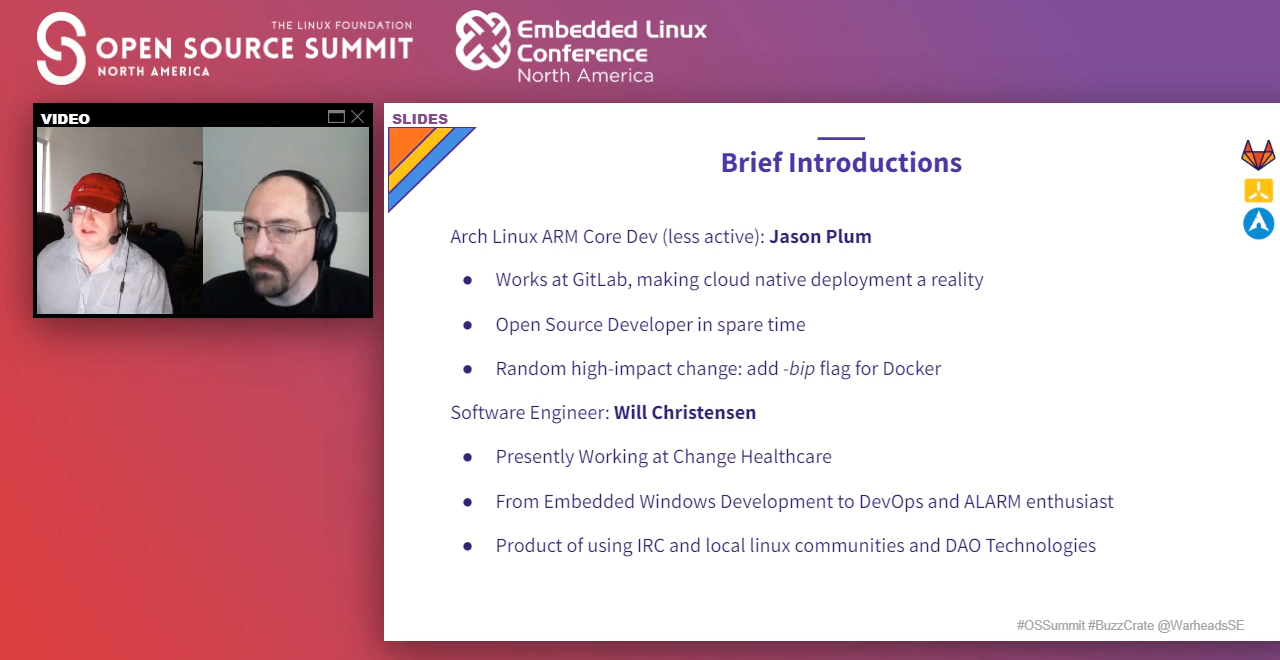 THE LINUX FOUNDATION
OPEN SOURCE SUMMIT
NORTH AMERICA
Embedded Linux
Conference
North America
VIDEO
SLIDES
Brief Introductions
Arch Linux ARM Core Dev (less active): Jason Plum
● Works at GitLab, making cloud native deployment a reality
● Open Source Developer in spare time
● Random high-impact change: add -bip flag for Docker
Software Engineer: Will Christensen
● Presently Working at Change Healthcare
● From Embedded Windows Development to DevOps and ALARM enthusiast
● Product of using IRC and local linux communities and DAO Technologies
#OSSummit #BuzzCrate @WarheadsSE